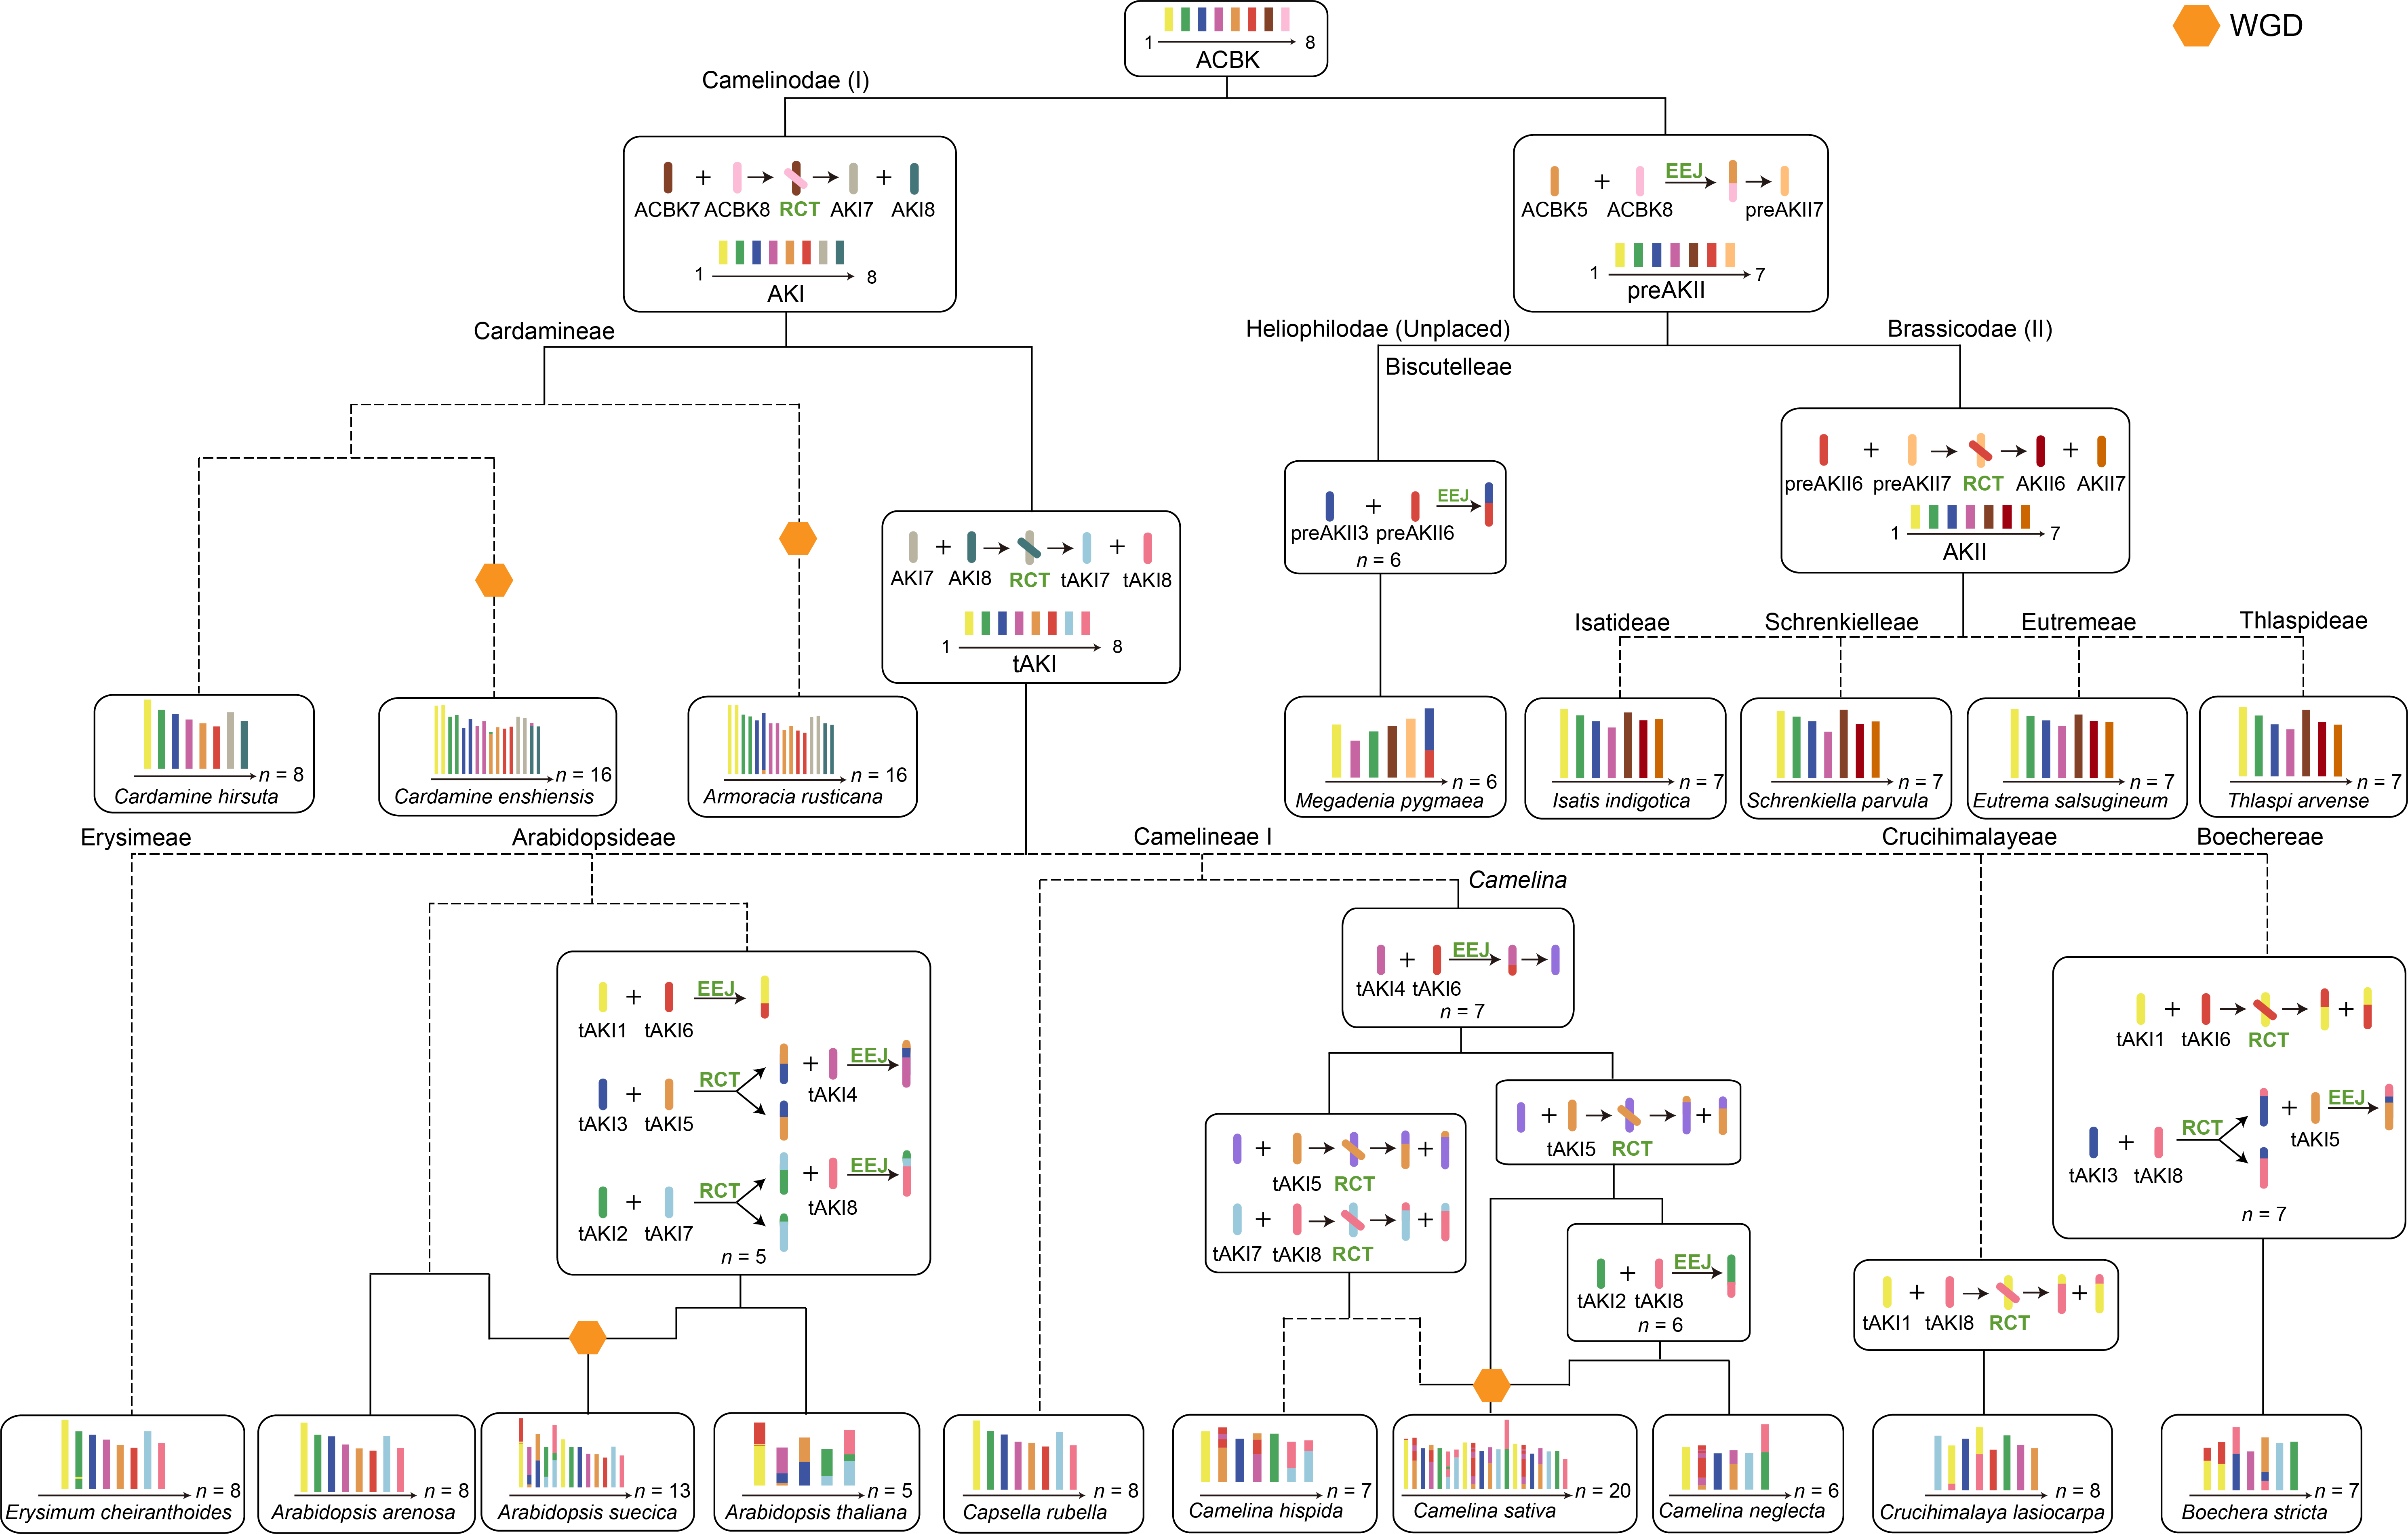 WGD
1 8
ACBK
Camelinodae (I)
ACBK7 + ACBK8 RCT AKI7 + AKI8
1 8
AKI
ACBK5 + ACBK8 EEJ preAKII7
1 7
preAKII
Cardamineae
Heliophilodae (Unplaced)
Brassicodae (II)
Biscutelleae
preAKII3 + preAKII6 EEJ
n = 6
preAKII6 + preAKII7 RCT AKII6 + AKII7
1 7
AKII
AKI7 + AKI8 RCT tAKI7 + tAKI8
1 8
tAKI
Isatideae
Schrenkielleae
Eutremeae
Thlaspideae
n = 8
Cardamine hirsuta
n = 16
Cardamine enshiensis
n = 16
Armoracia rusticana
n = 6
Megadenia pygmaea
n = 7
Isatis indigotica
n = 7
Schrenkiella parvula
n = 7
Eutrema salsugineum
n = 7
Thlaspi arvense
Erysimeae
Arabidopsideae
Camelineae I
Crucihimalayeae
Boechereae
Camelina
tAKI1 + tAKI6 EEJ
tAKI3 + tAKI5 RCT + tAKI4 EEJ
tAKI2 + tAKI7 RCT + tAKI8 EEJ
n = 5
tAKI4 + tAKI6 EEJ
n = 7
+ tAKI5 RCT +
tAKI7 + tAKI8 RCT +
+ tAKI5 RCT +
tAKI2 + tAKI8 EEJ
n = 6
tAKI1 + tAKI8 RCT +
tAKI1 + tAKI6 RCT +
tAKI3 + tAKI8 RCT + tAKI5 EEJ
n = 7
n = 8
Erysimum cheiranthoides
n = 8
Arabidopsis arenosa
n = 13
Arabidopsis suecica
n = 5
Arabidopsis thaliana
n = 8
Capsella rubella
n = 7
Camelina hispida
n = 20
Camelina sativa
n = 6
Camelina neglecta
n = 8
Crucihimalaya lasiocarpa
n = 7
Boechera stricta